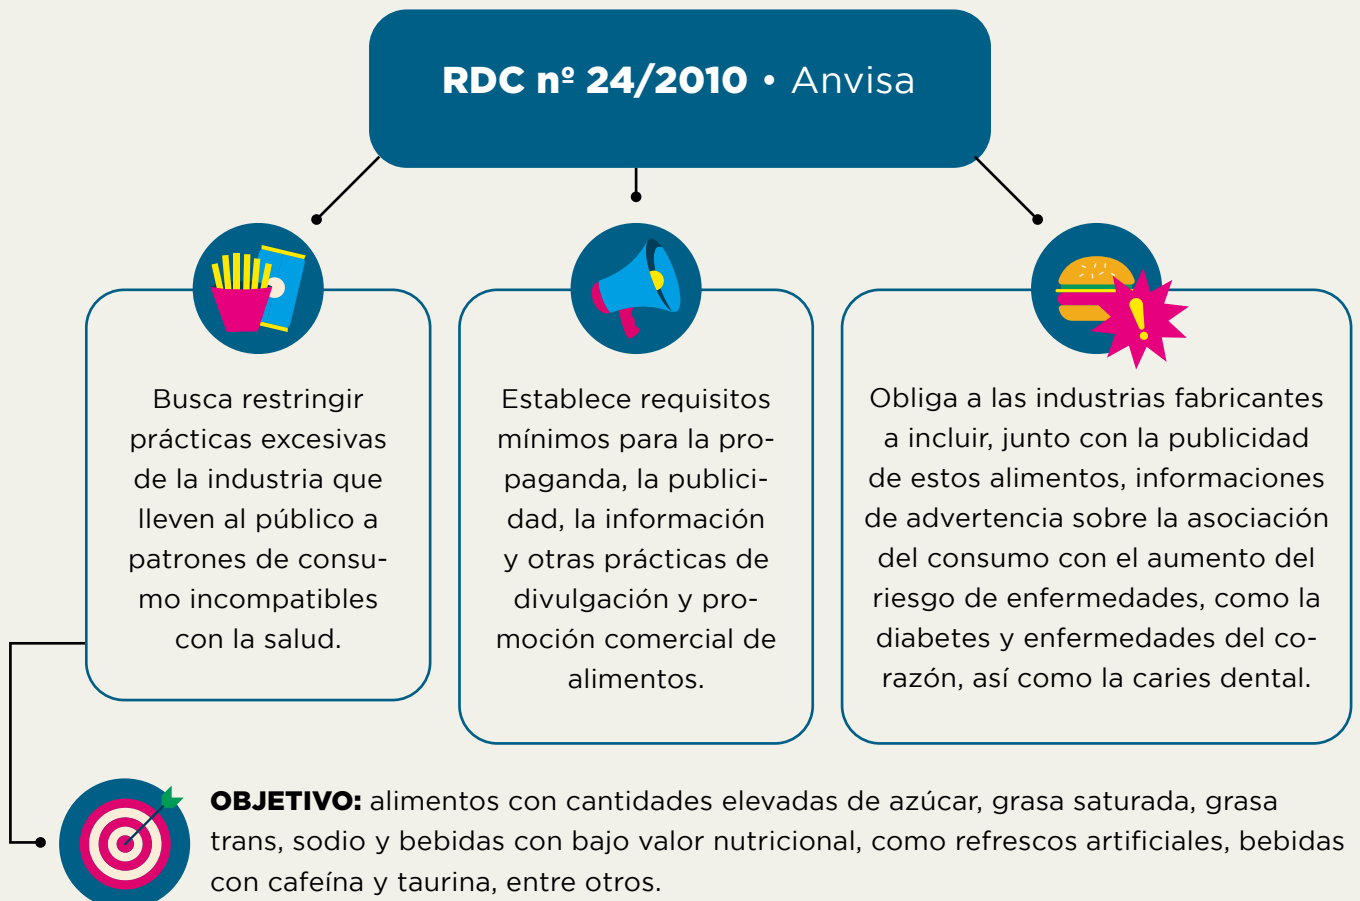 RDC nº 24/2010 • Anvisa
Busca restringir
prácticas excesivas
de la industria que
lleven al público a
patrones de consu-
mo incompatibles
con la salud.
Establece requisitos
mínimos para la pro-
paganda, la publici-
dad, la información
y otras prácticas de
divulgación y pro-
moción comercial de
alimentos.
Obliga a las industrias fabricantes
a incluir, junto con la publicidad
de estos alimentos, informaciones
de advertencia sobre la asociación
del consumo con el aumento del
riesgo de enfermedades, como la
diabetes y enfermedades del co-
razón, así como la caries dental.
OBJETIVO: alimentos con cantidades elevadas de azúcar, grasa saturada, grasa
trans, sodio y bebidas con bajo valor nutricional, como refrescos artificiales, bebidas
con cafeína y taurina, entre otros.